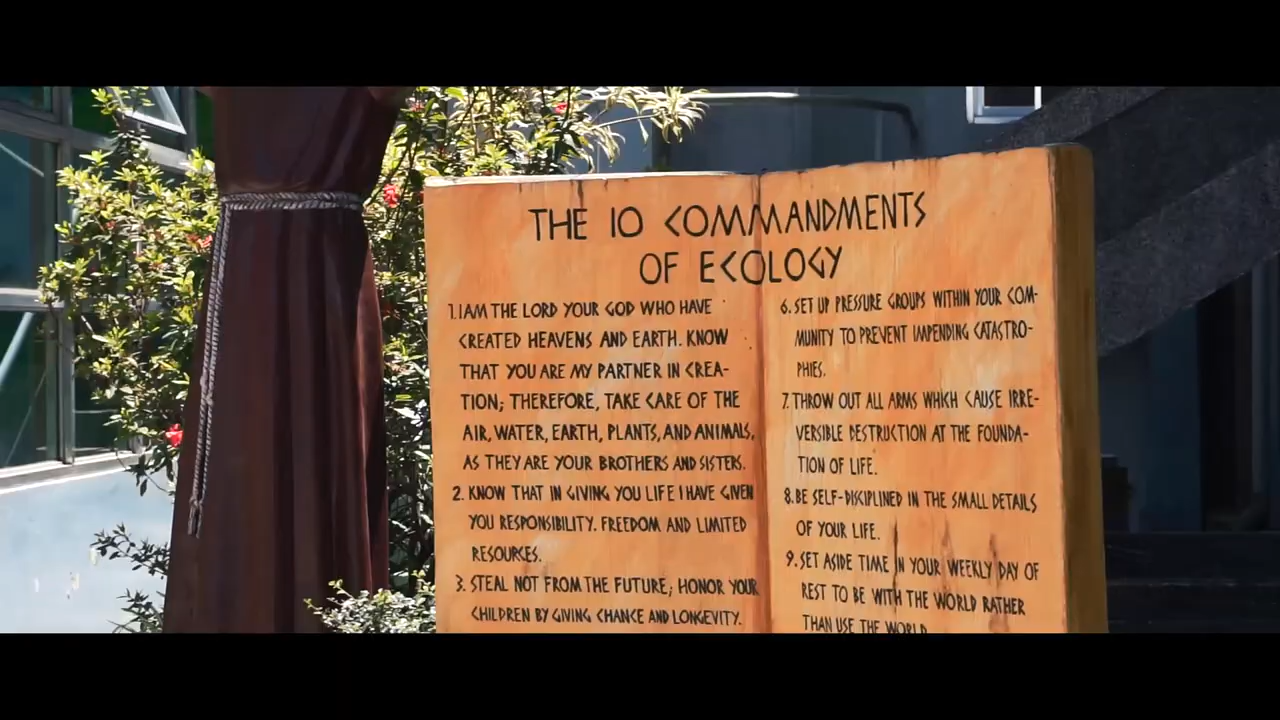 THE 10 COMMANDMENTS
OF ECOLOGY
1. I AM THE LORD YOUR GOD WHO HAVE
CREATED HEAVENS AND EARTH. KNOW
THAT YOU ARE MY PARTNER IN CREA-
TION; THEREFORE, TAKE CARE OF THE
AIR, WATER, EARTH, PLANTS, AND ANIMALS,
AS THEY ARE YOUR BROTHERS AND SISTERS.
2. KNOW THAT IN GIVING YOU LIFE I HAVE GIVEN
YOU RESPONSIBILITY. FREEDOM AND LIMITED
RESOURCES.
3. STEAL NOT FROM THE FUTURE; HONOR YOUR
CHILDREN BY GIVING CHANCE AND LONGEVITY.
6. SET UP PRESSURE GROUPS WITHIN YOUR COM-
MUNITY TO PREVENT IMPENDING CATASTRO-
PHIES.
7. THROW OUT ALL ARMS WHICH CAUSE IRRE-
VERSIBLE DESTRUCTION AT THE FOUNDA-
TION OF LIFE.
8. BE SELF-DISCIPLINED IN THE SMALL DETAILS
OF YOUR LIFE.
9. SET ASIDE TIME IN YOUR WEEKLY DAY OF
REST TO BE WITH THE WORLD RATHER
THAN USE THE WORLD